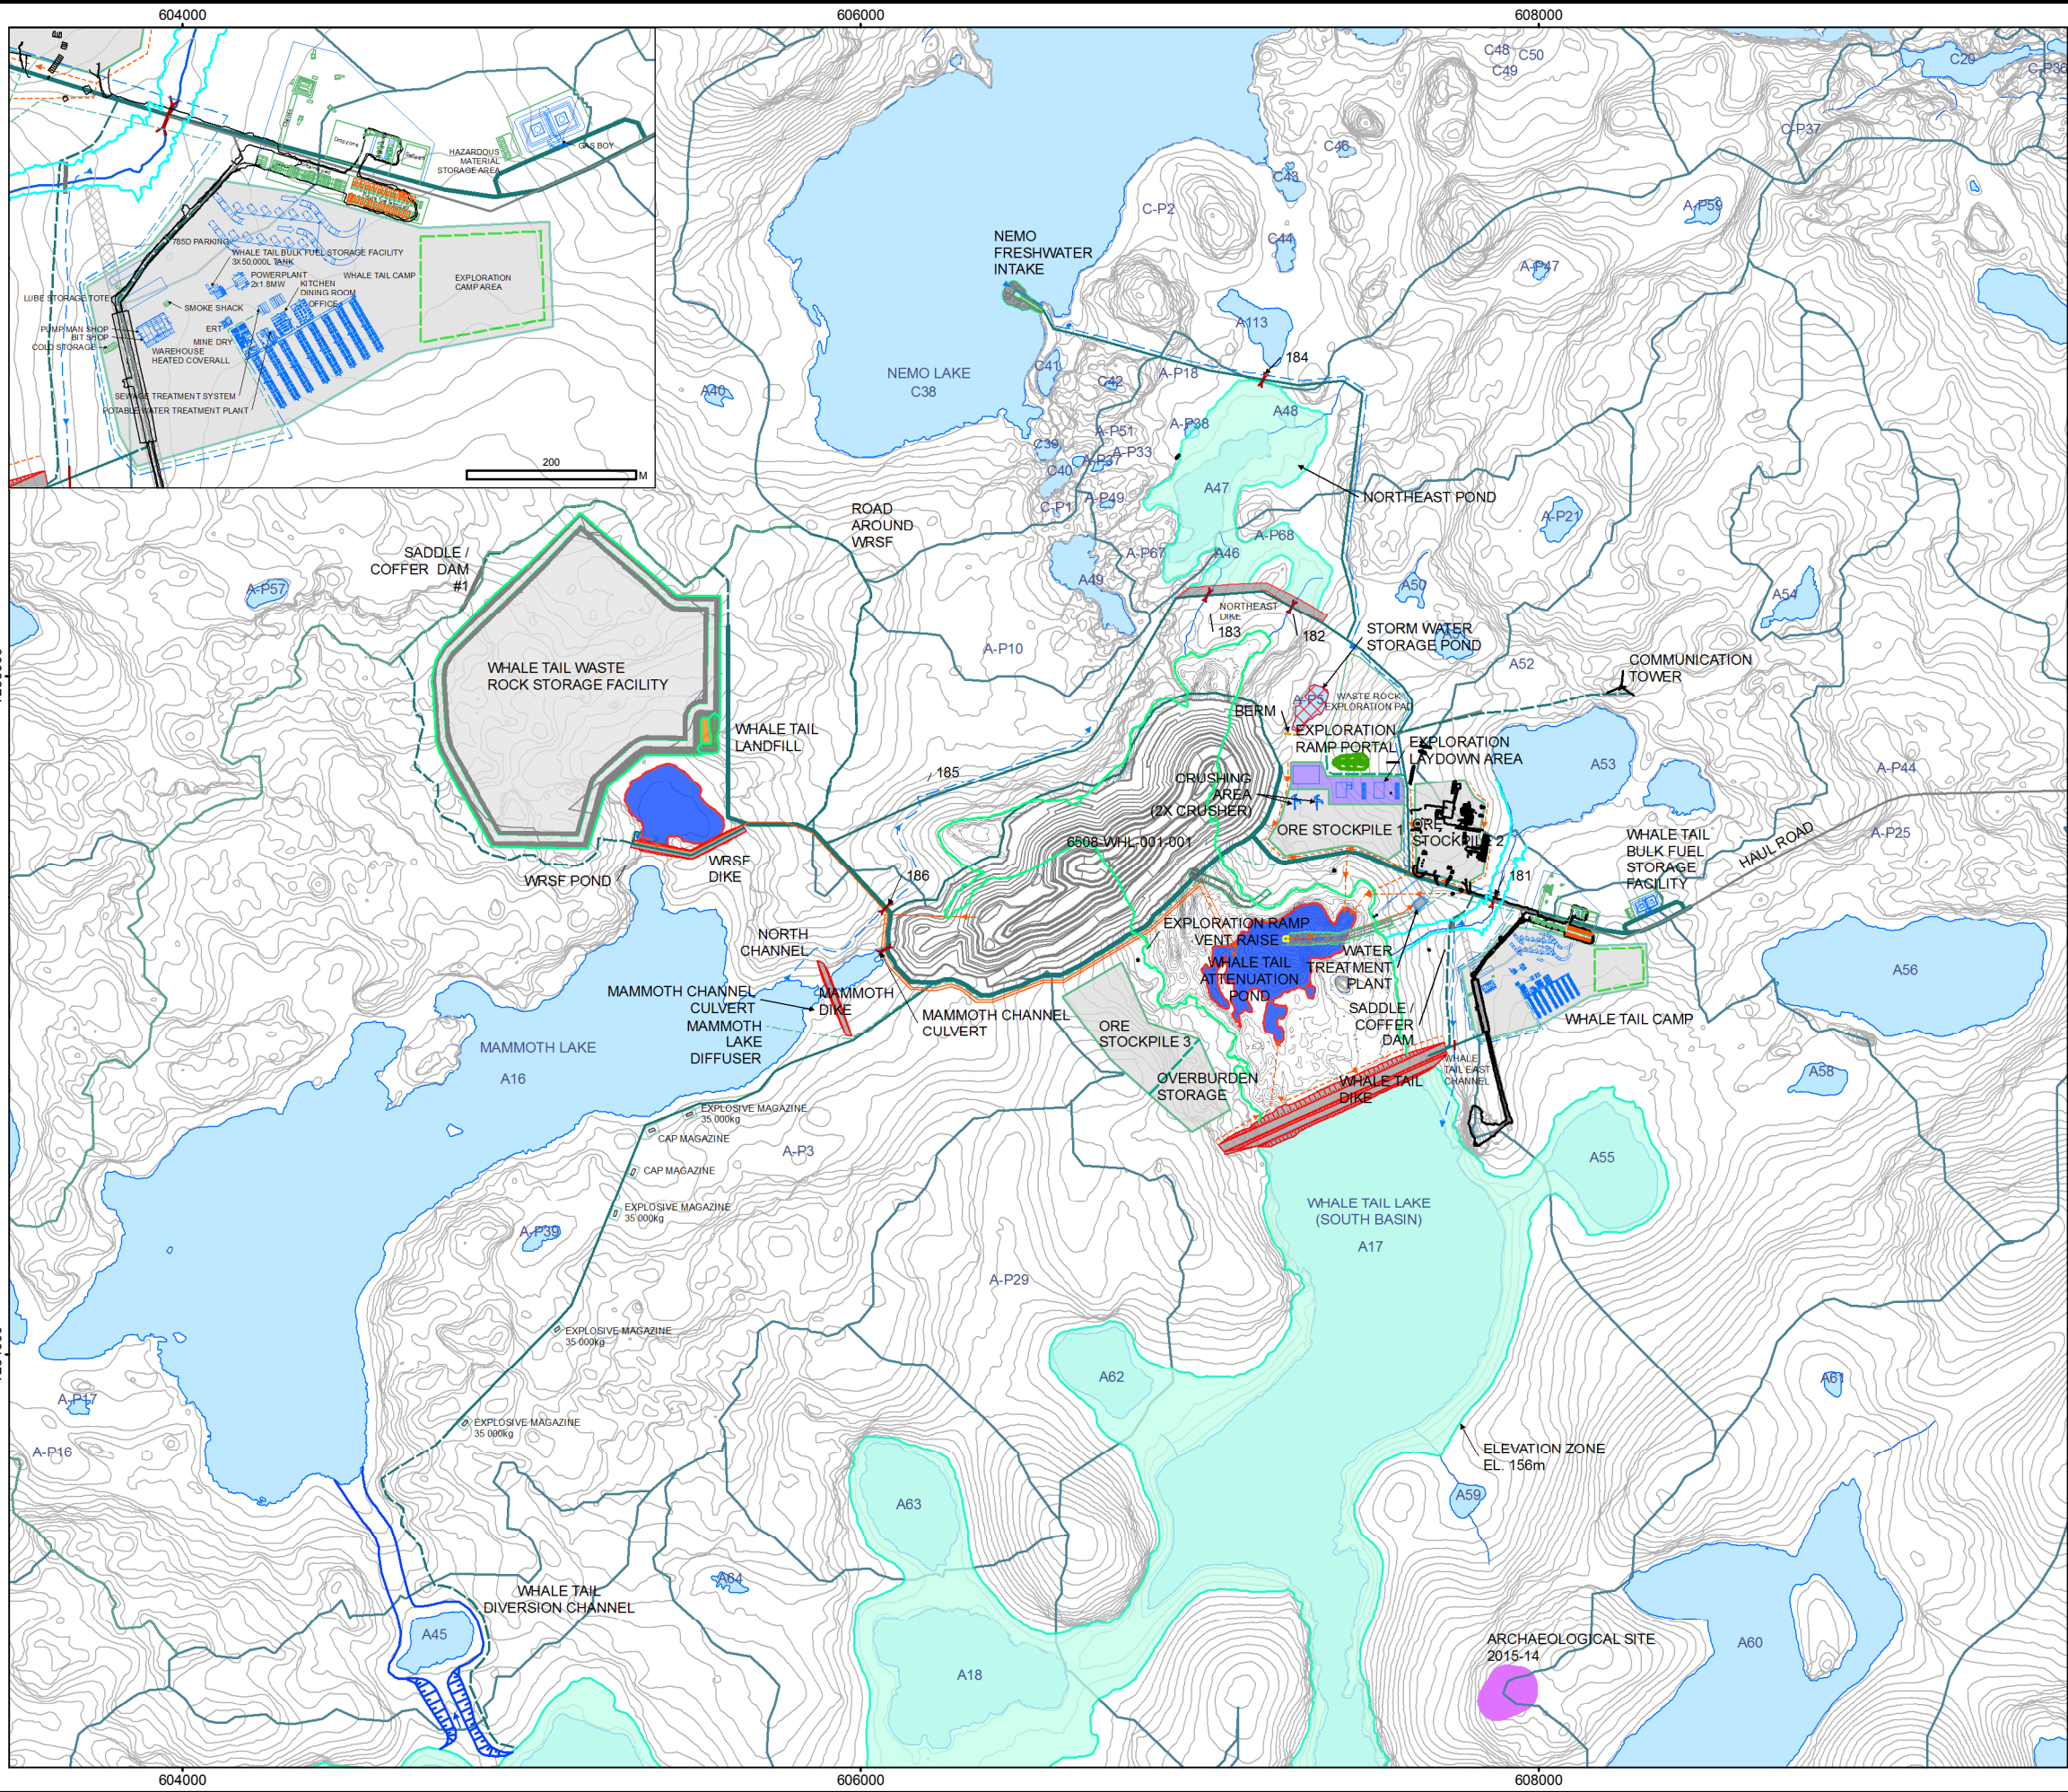 604000
606000
608000
HAZARDOUS
MATERIAL
STORAGE AREA
GAS BOY
785D PARKING
WHALE TAIL BULK FUEL STORAGE FACILITY
3X 50,000L TANK
POWERPLANT
2x1.8MW
WHALE TAIL CAMP
KITCHEN
DINING ROOM
OFFICE
EXPLORATION
CAMP AREA
LUBE STORAGE TOTE
SMOKE SHACK
PUMP MAN SHOP
BIT SHOP
COLD STORAGE
ERT
MINE DRY
WAREHOUSE
HEATED COVERALL
SEWAGE TREATMENT SYSTEM
POTABLE WATER TREATMENT PLANT
200
M
C48
C50
C49
C20
C-P36
C-P37
C46
C43
C-P2
A-P59
C44
A-P47
NEMO
FRESHWATER
INTAKE
A113
184
NEMO LAKE
C38
C41
C42
A-P18
A40
A48
A-P38
A-P51
C39
A-P33
A-P37
C40
A47
A-P49
C-P1
NORTHEAST POND
ROAD
AROUND
WRSF
A-P21
A-P68
A-P67
A46
A49
A50
A54
SADDLE /
COFFER DAM
#1
A-P57
NORTHEAST
DIKE
183
182
STORM WATER
STORAGE POND
A-P10
A52
COMMUNICATION
TOWER
WHALE TAIL WASTE
ROCK STORAGE FACILITY
A-P5
WASTE ROCK
EXPLORATION PAD
BERM
EXPLORATION
RAMP PORTAL
EXPLORATION
LAYDOWN AREA
WHALE TAIL
LANDFILL
A53
A-P44
185
CRUSHING
AREA
(2X CRUSHER)
ORE STOCKPILE 1
ORE
STOCKPILE 2
6508-WHL-001-001
A-P25
HAUL ROAD
WHALE TAIL
BULK FUEL
STORAGE
FACILITY
WRSF
DIKE
WRSF POND
186
181
NORTH
CHANNEL
EXPLORATION RAMP
VENT RAISE
WHALE TAIL
ATTENUATION
POND
WATER
TREATMENT
PLANT
A56
MAMMOTH CHANNEL
CULVERT
MAMMOTH
DIKE
MAMMOTH CHANNEL
CULVERT
SADDLE /
COFFER
DAM
WHALE TAIL CAMP
MAMMOTH
LAKE
DIFFUSER
ORE
STOCKPILE 3
MAMMOTH LAKE
A16
WHALE
TAIL EAST
CHANNEL
OVERBURDEN
STORAGE
WHALE TAIL
DIKE
A58
EXPLOSIVE MAGAZINE
35 000kg
CAP MAGAZINE
A-P3
A55
CAP MAGAZINE
EXPLOSIVE MAGAZINE
35 000kg
WHALE TAIL LAKE
(SOUTH BASIN)
A17
A-P39
A-P29
EXPLOSIVE MAGAZINE
35 000kg
A62
A61
A-P17
EXPLOSIVE MAGAZINE
35 000kg
A-P16
ELEVATION ZONE
EL. 156m
A59
A63
A64
WHALE TAIL
DIVERSION CHANNEL
A45
A18
ARCHAEOLOGICAL SITE
2015-14
A60
604000
606000
608000